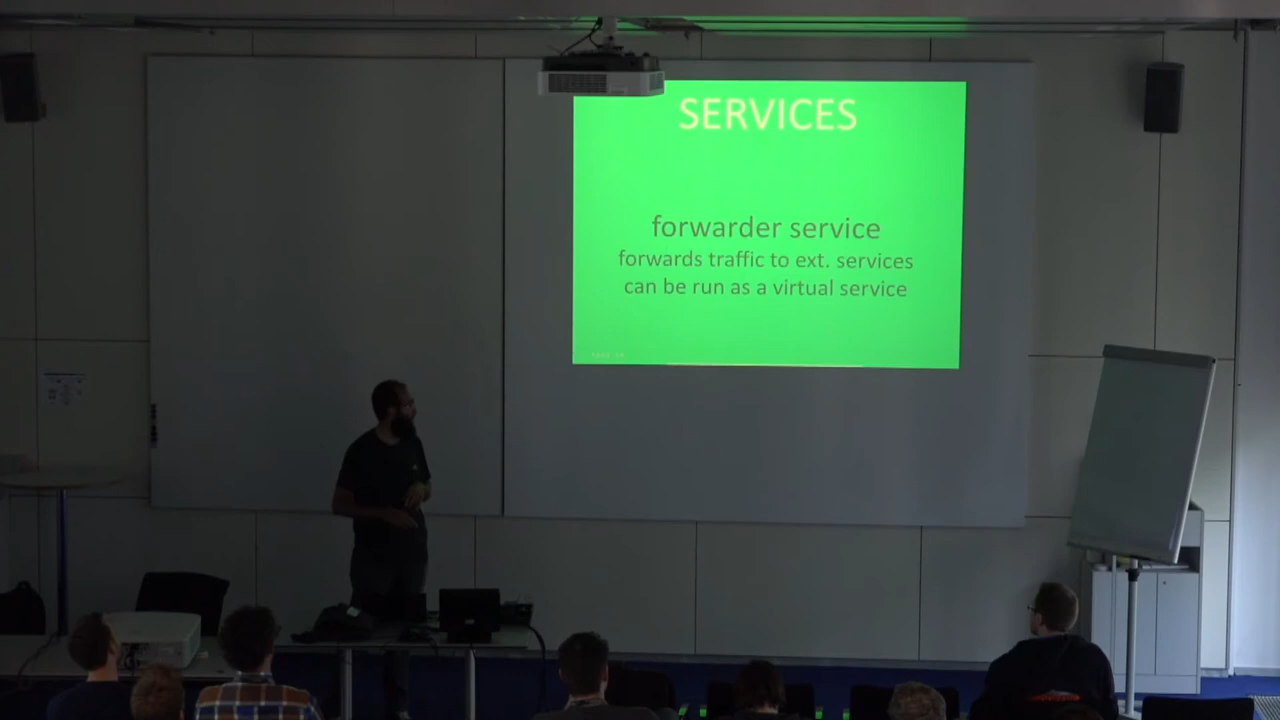 SERVICES
forwarder service
forwards traffic to ext. services
can be run as a virtual service